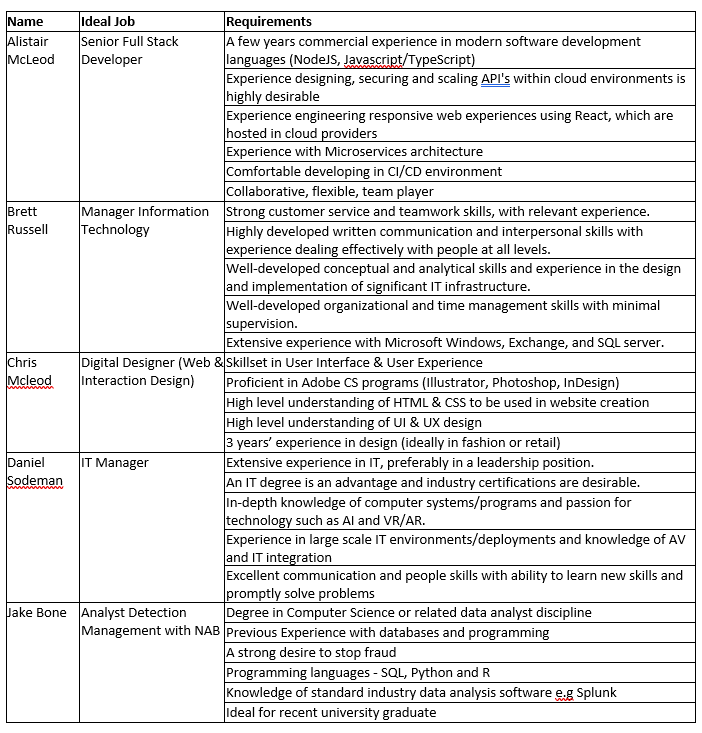 Name Ideal Job Requirements
Alistair McLeod Senior Full Stack Developer A few years commercial experience in modern software development
languages (NodeJS, Javascript/TypeScript)
Experience designing, securing and scaling API's within cloud environments is
highly desirable
Experience engineering responsive web experiences using React, which are
hosted in cloud providers
Experience with Microservices architecture
Comfortable developing in CI/CD environment
Collaborative, flexible, team player
Brett Russell Manager Information Technology Strong customer service and teamwork skills, with relevant experience.
Highly developed written communication and interpersonal skills with
experience dealing effectively with people at all levels.
Well-developed conceptual and analytical skills and experience in the design
and implementation of significant IT infrastructure.
Well-developed organizational and time management skills with minimal
supervision.
Extensive experience with Microsoft Windows, Exchange, and SQL server.
Chris Mcleod Digital Designer (Web & Interaction Design) Skillset in User Interface & User Experience
Proficient in Adobe CS programs (Illustrator, Photoshop, InDesign)
High level understanding of HTML & CSS to be used in website creation
High level understanding of UI & UX design
3 years’ experience in design (ideally in fashion or retail)
Daniel Sodeman IT Manager Extensive experience in IT, preferably in a leadership position.
An IT degree is an advantage and industry certifications are desirable.
In-depth knowledge of computer systems/programs and passion for
technology such as AI and VR/AR.
Experience in large scale IT environments/deployments and knowledge of AV
and IT integration
Excellent communication and people skills with ability to learn new skills and
promptly solve problems
Jake Bone Analyst Detection Management with NAB Degree in Computer Science or related data analyst discipline
Previous Experience with databases and programming
A strong desire to stop fraud
Programming languages - SQL, Python and R
Knowledge of standard industry data analysis software e.g Splunk
Ideal for recent university graduate